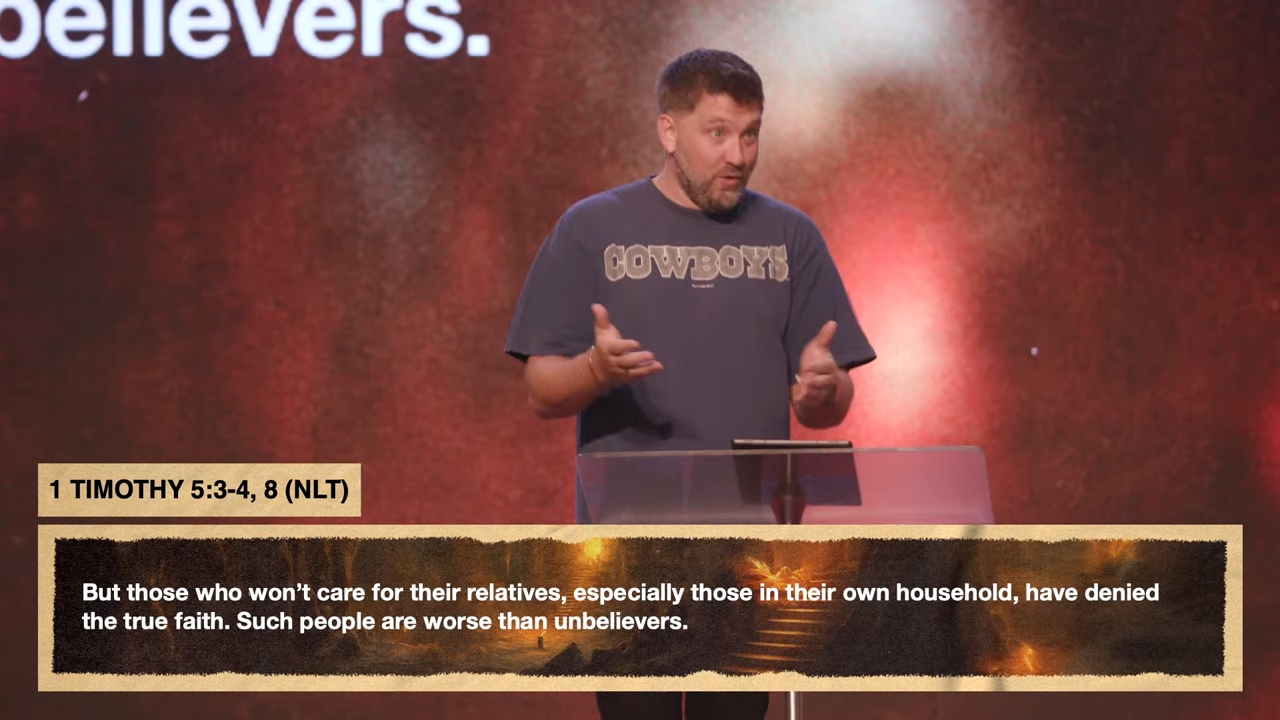 believers.
COWBOYS
1 TIMOTHY 5:3-4, 8 (NLT)
But those who won’t care for their relatives, especially those in their own household, have denied
the true faith. Such people are worse than unbelievers.